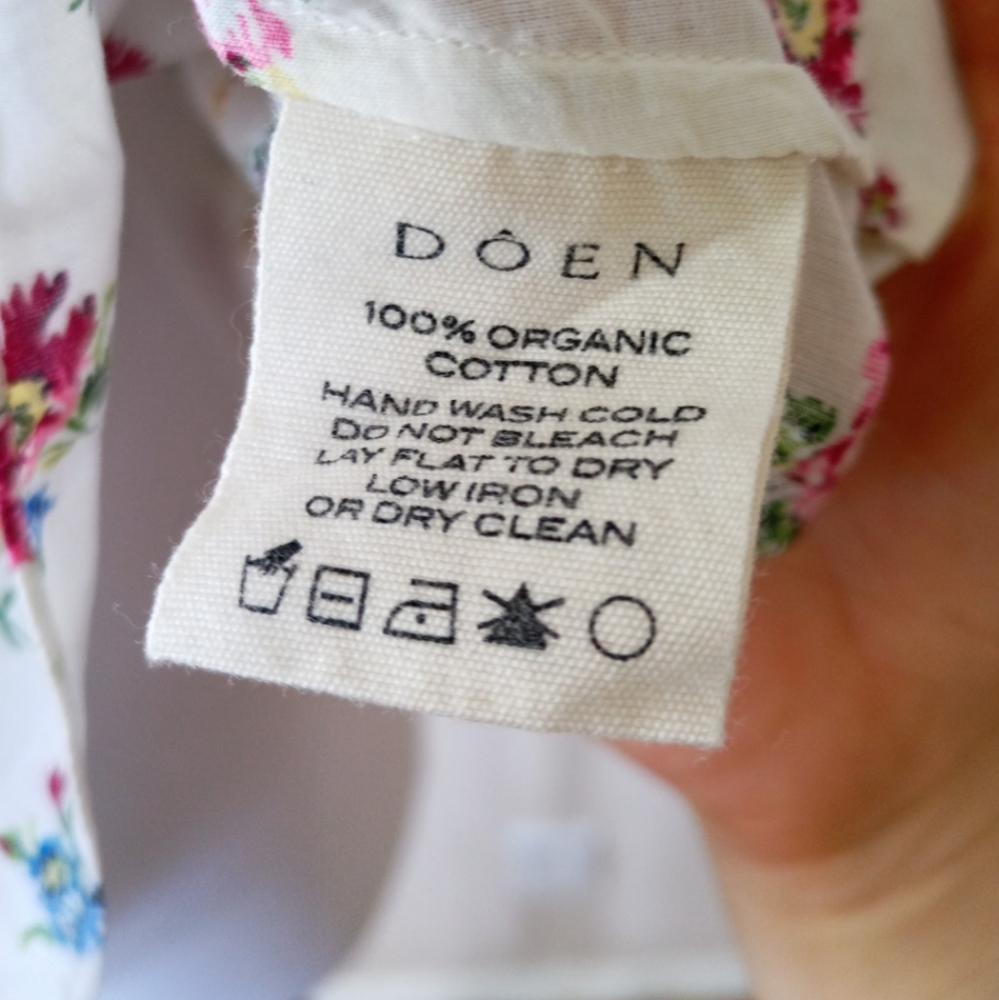 DÔEN
100% ORGANIC
COTTON
HAND WASH COLD
DO NOT BLEACH
LAY FLAT TO DRY
LOW IRON
OR DRY CLEAN